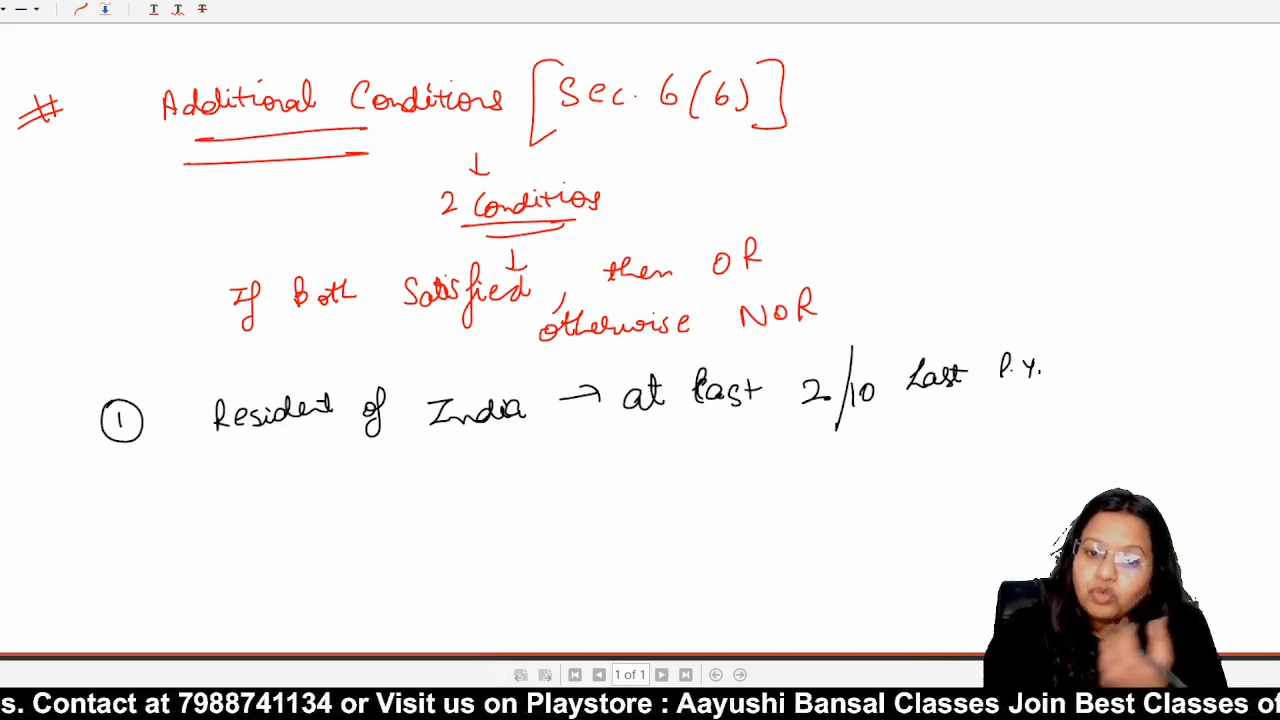 # Additional Conditions [Sec. 6(6)]
↓
2 Conditios
↓
If Both Satisfied, then OR
otherwise NOR
① Resident of India → at least 2/10 Last P.Y.
1 of 1
s. Contact at 7988741134 or Visit us on Playstore : Aayushi Bansal Classes Join Best Classes of